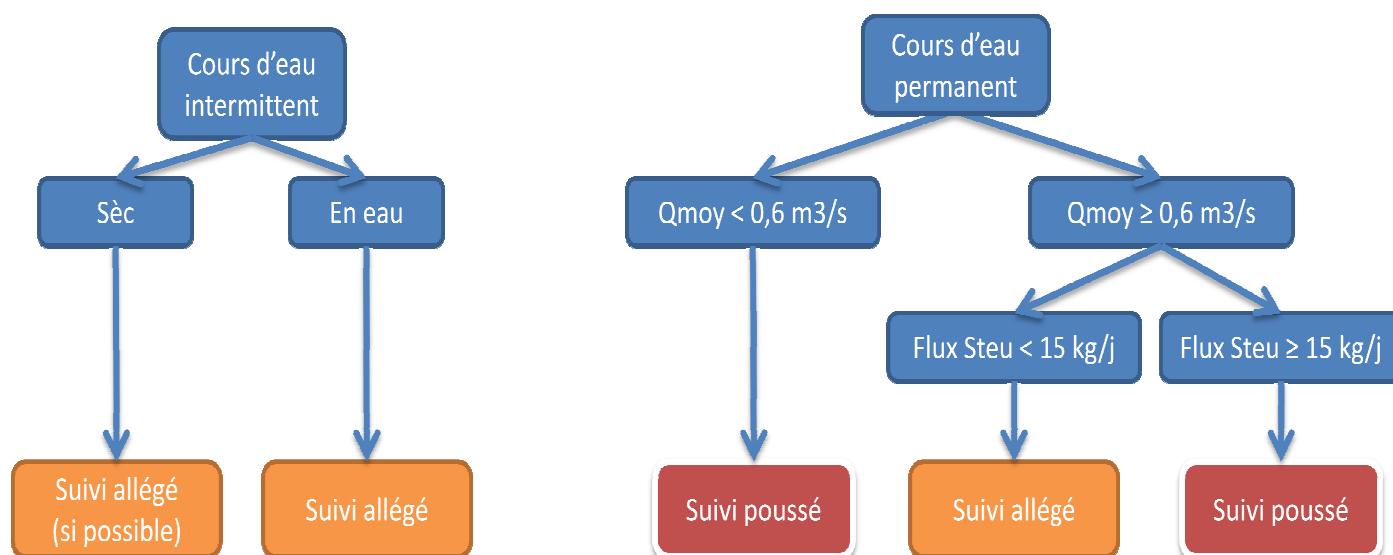 Cours d’eau
intermittent
Sèc
En eau
Suivi allégé
(si possible)
Suivi allégé
Cours d’eau
permanent
Qmoy < 0,6 m3/s
Qmoy ≥ 0,6 m3/s
Flux Steu < 15 kg/j
Flux Steu ≥ 15 kg/j
Suivi poussé
Suivi allégé
Suivi poussé